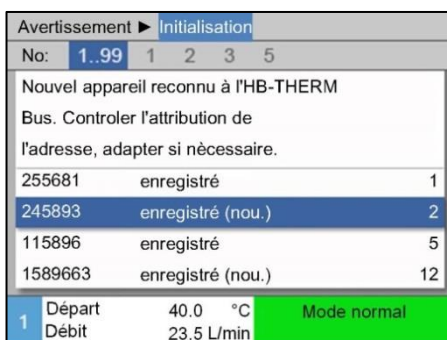 Avertissement ► Initialisation
No: 1..99 1 2 3 5
Nouvel appareil reconnu à l'HB-THERM
Bus. Controler l'attribution de
l'adresse, adapter si nècessaire.
255681 enregistré 1
245893 enregistré (nou.) 2
115896 enregistré 5
1589663 enregistré (nou.) 12
1 Départ 40.0 °C Mode normal
Débit 23.5 L/min